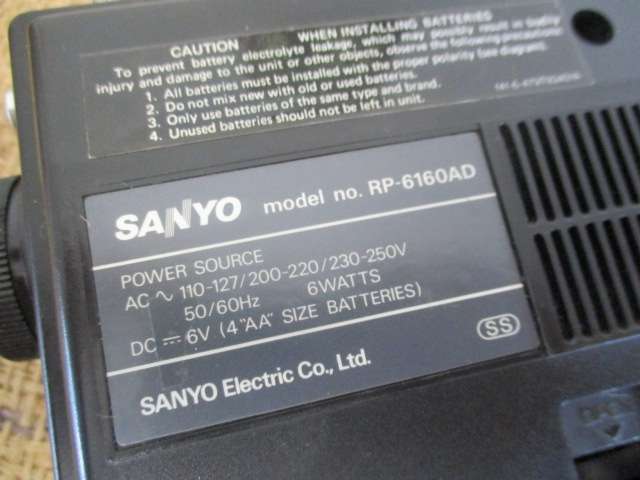 CAUTION WHEN INSTALLING BATTERIES
To prevent battery electrolyte leakage, which may possibly result in bodily
injury and damage to the unit or other objects, observe the following precautions:
1. All batteries must be installed with the proper polarity (see diagram).
2. Do not mix new with old or used batteries.
3. Only use batteries of the same type and brand.
4. Unused batteries should not be left in unit.
SANYO model no. RP-6160AD
POWER SOURCE
AC ~ 110-127/200-220/230-250V
50/60Hz 6WATTS
DC ⎓ 6V (4"AA" SIZE BATTERIES)
SS
SANYO Electric Co., Ltd.